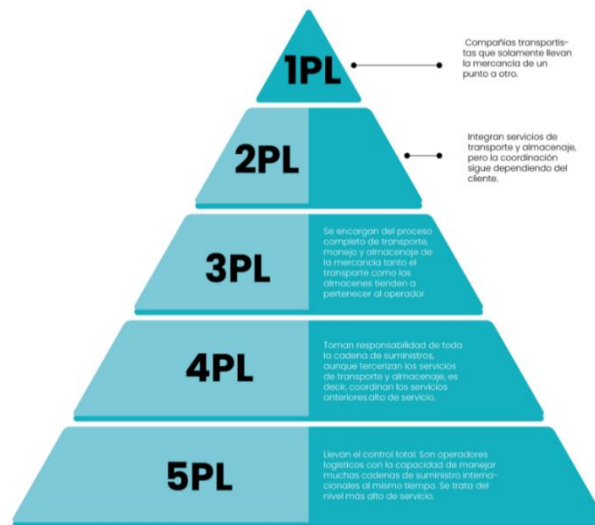 1PL
Compañías transportis-
tas que solamente llevan
la mercancía de un
punto a otro.
2PL
Integran servicios de
transporte y almacenaje,
pero la coordinación
sigue dependiendo del
cliente.
3PL
Se encargan del proceso
completo de transporte,
manejo y almacenaje de
la mercancía tanto el
transporte como los
almacenes tienden a
pertenecer al operador
4PL
Toman responsabilidad de toda
la cadena de suministros,
aunque tercerizan los servicios
de transporte y almacenaje, es
decir, coordinan los servicios
anteriores.alto de servicio.
5PL
Llevan el control total. Son operadores
logísticos con la capacidad de manejar
muchas cadenas de suministro interna-
cionales al mismo tiempo. Se trata del
nivel más alto de servicio.